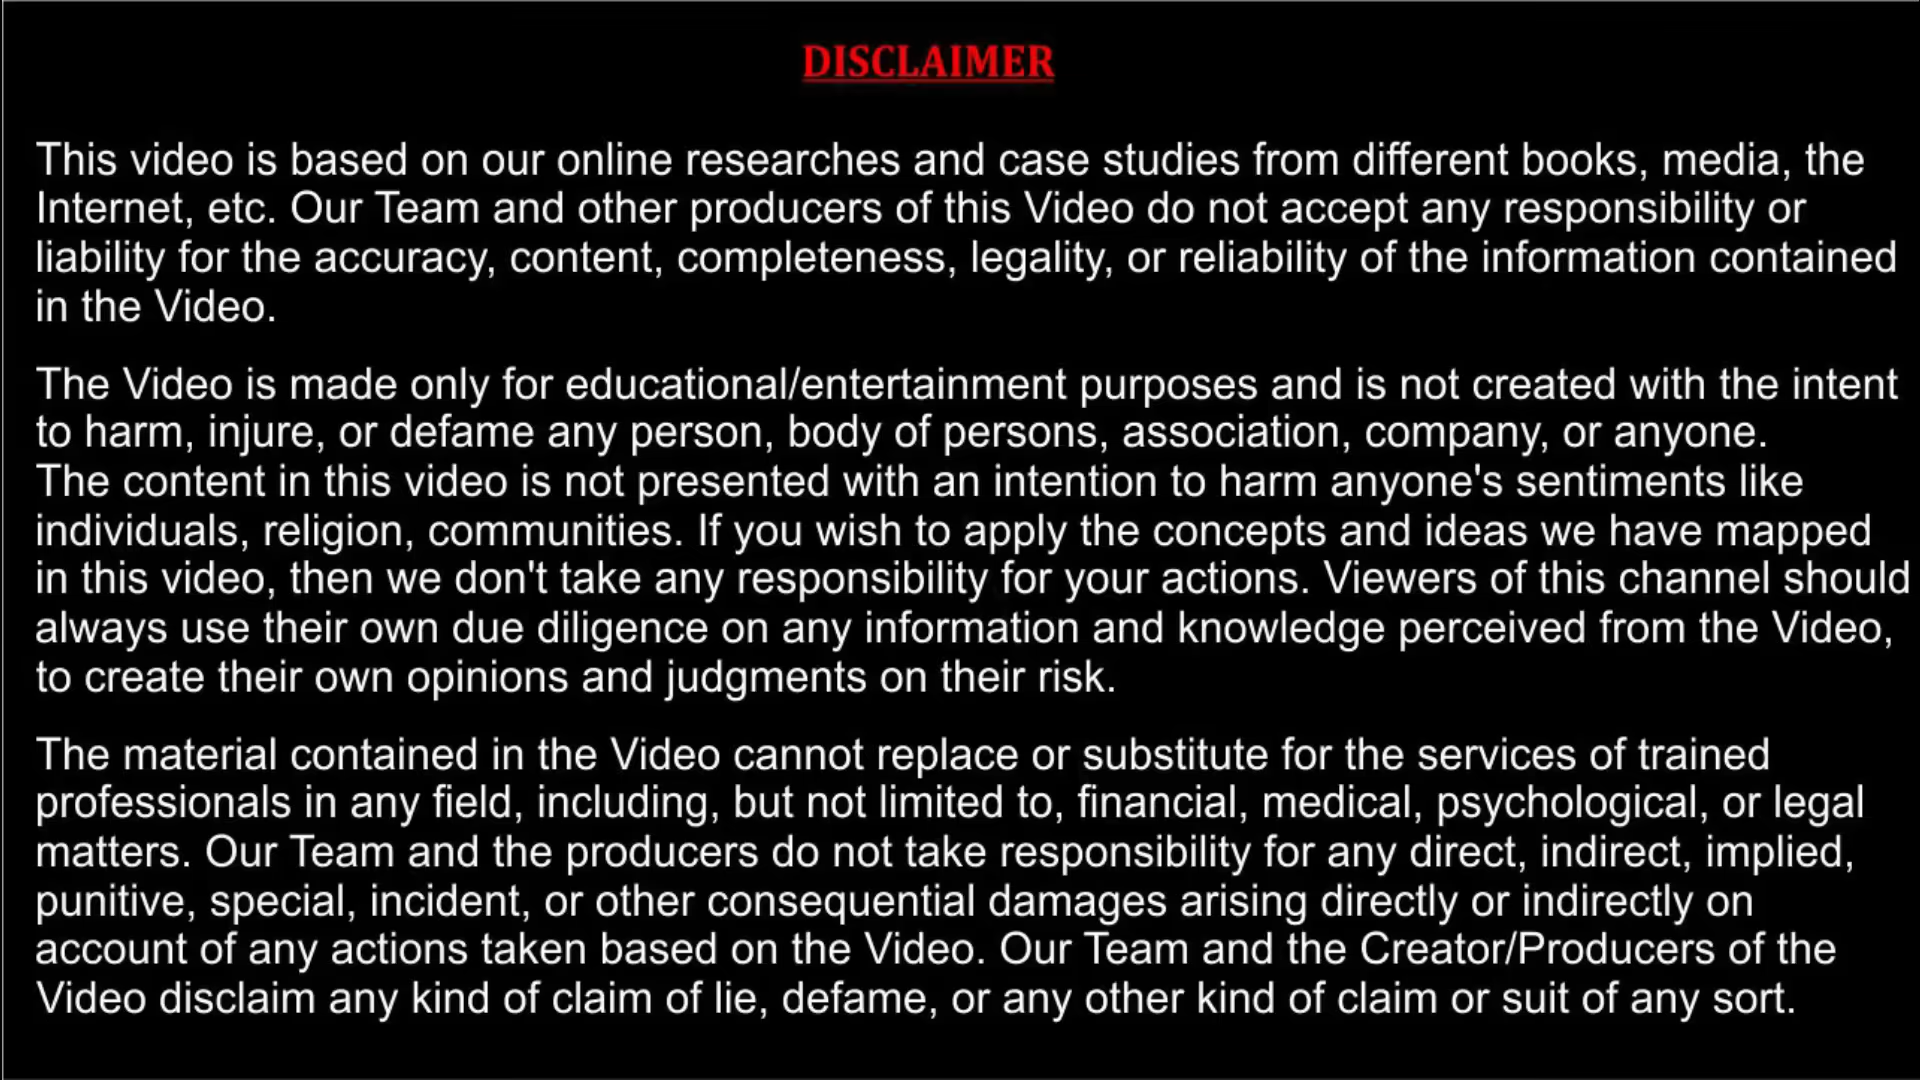 DISCLAIMER
This video is based on our online researches and case studies from different books, media, the
Internet, etc. Our Team and other producers of this Video do not accept any responsibility or
liability for the accuracy, content, completeness, legality, or reliability of the information contained
in the Video.
The Video is made only for educational/entertainment purposes and is not created with the intent
to harm, injure, or defame any person, body of persons, association, company, or anyone.
The content in this video is not presented with an intention to harm anyone's sentiments like
individuals, religion, communities. If you wish to apply the concepts and ideas we have mapped
in this video, then we don't take any responsibility for your actions. Viewers of this channel should
always use their own due diligence on any information and knowledge perceived from the Video,
to create their own opinions and judgments on their risk.
The material contained in the Video cannot replace or substitute for the services of trained
professionals in any field, including, but not limited to, financial, medical, psychological, or legal
matters. Our Team and the producers do not take responsibility for any direct, indirect, implied,
punitive, special, incident, or other consequential damages arising directly or indirectly on
account of any actions taken based on the Video. Our Team and the Creator/Producers of the
Video disclaim any kind of claim of lie, defame, or any other kind of claim or suit of any sort.